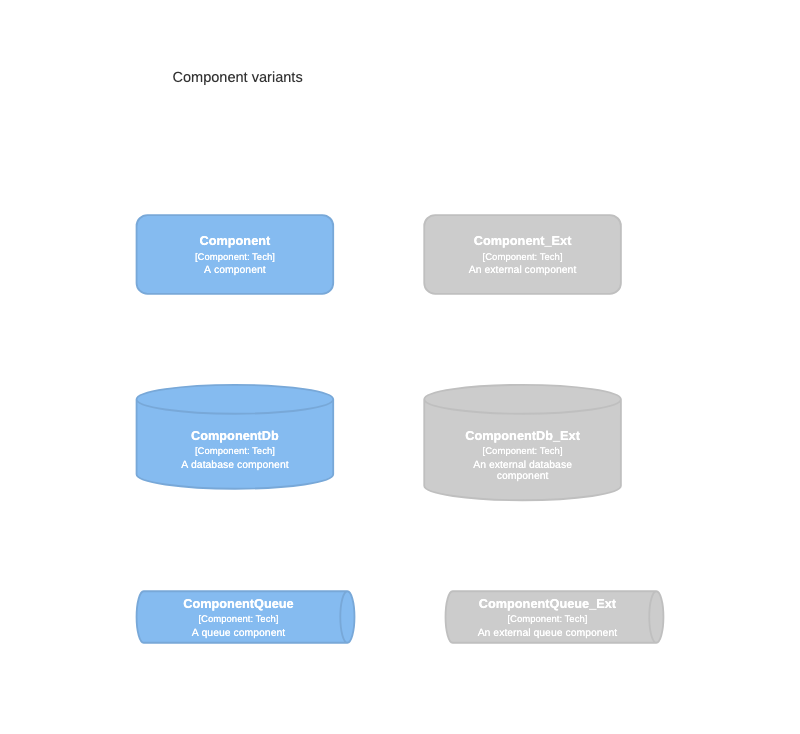 Component variants
Component
[Component: Tech]
A component
Component_Ext
[Component: Tech]
An external component
ComponentDb
[Component: Tech]
A database component
ComponentDb_Ext
[Component: Tech]
An external database
component
ComponentQueue
[Component: Tech]
A queue component
ComponentQueue_Ext
[Component: Tech]
An external queue component